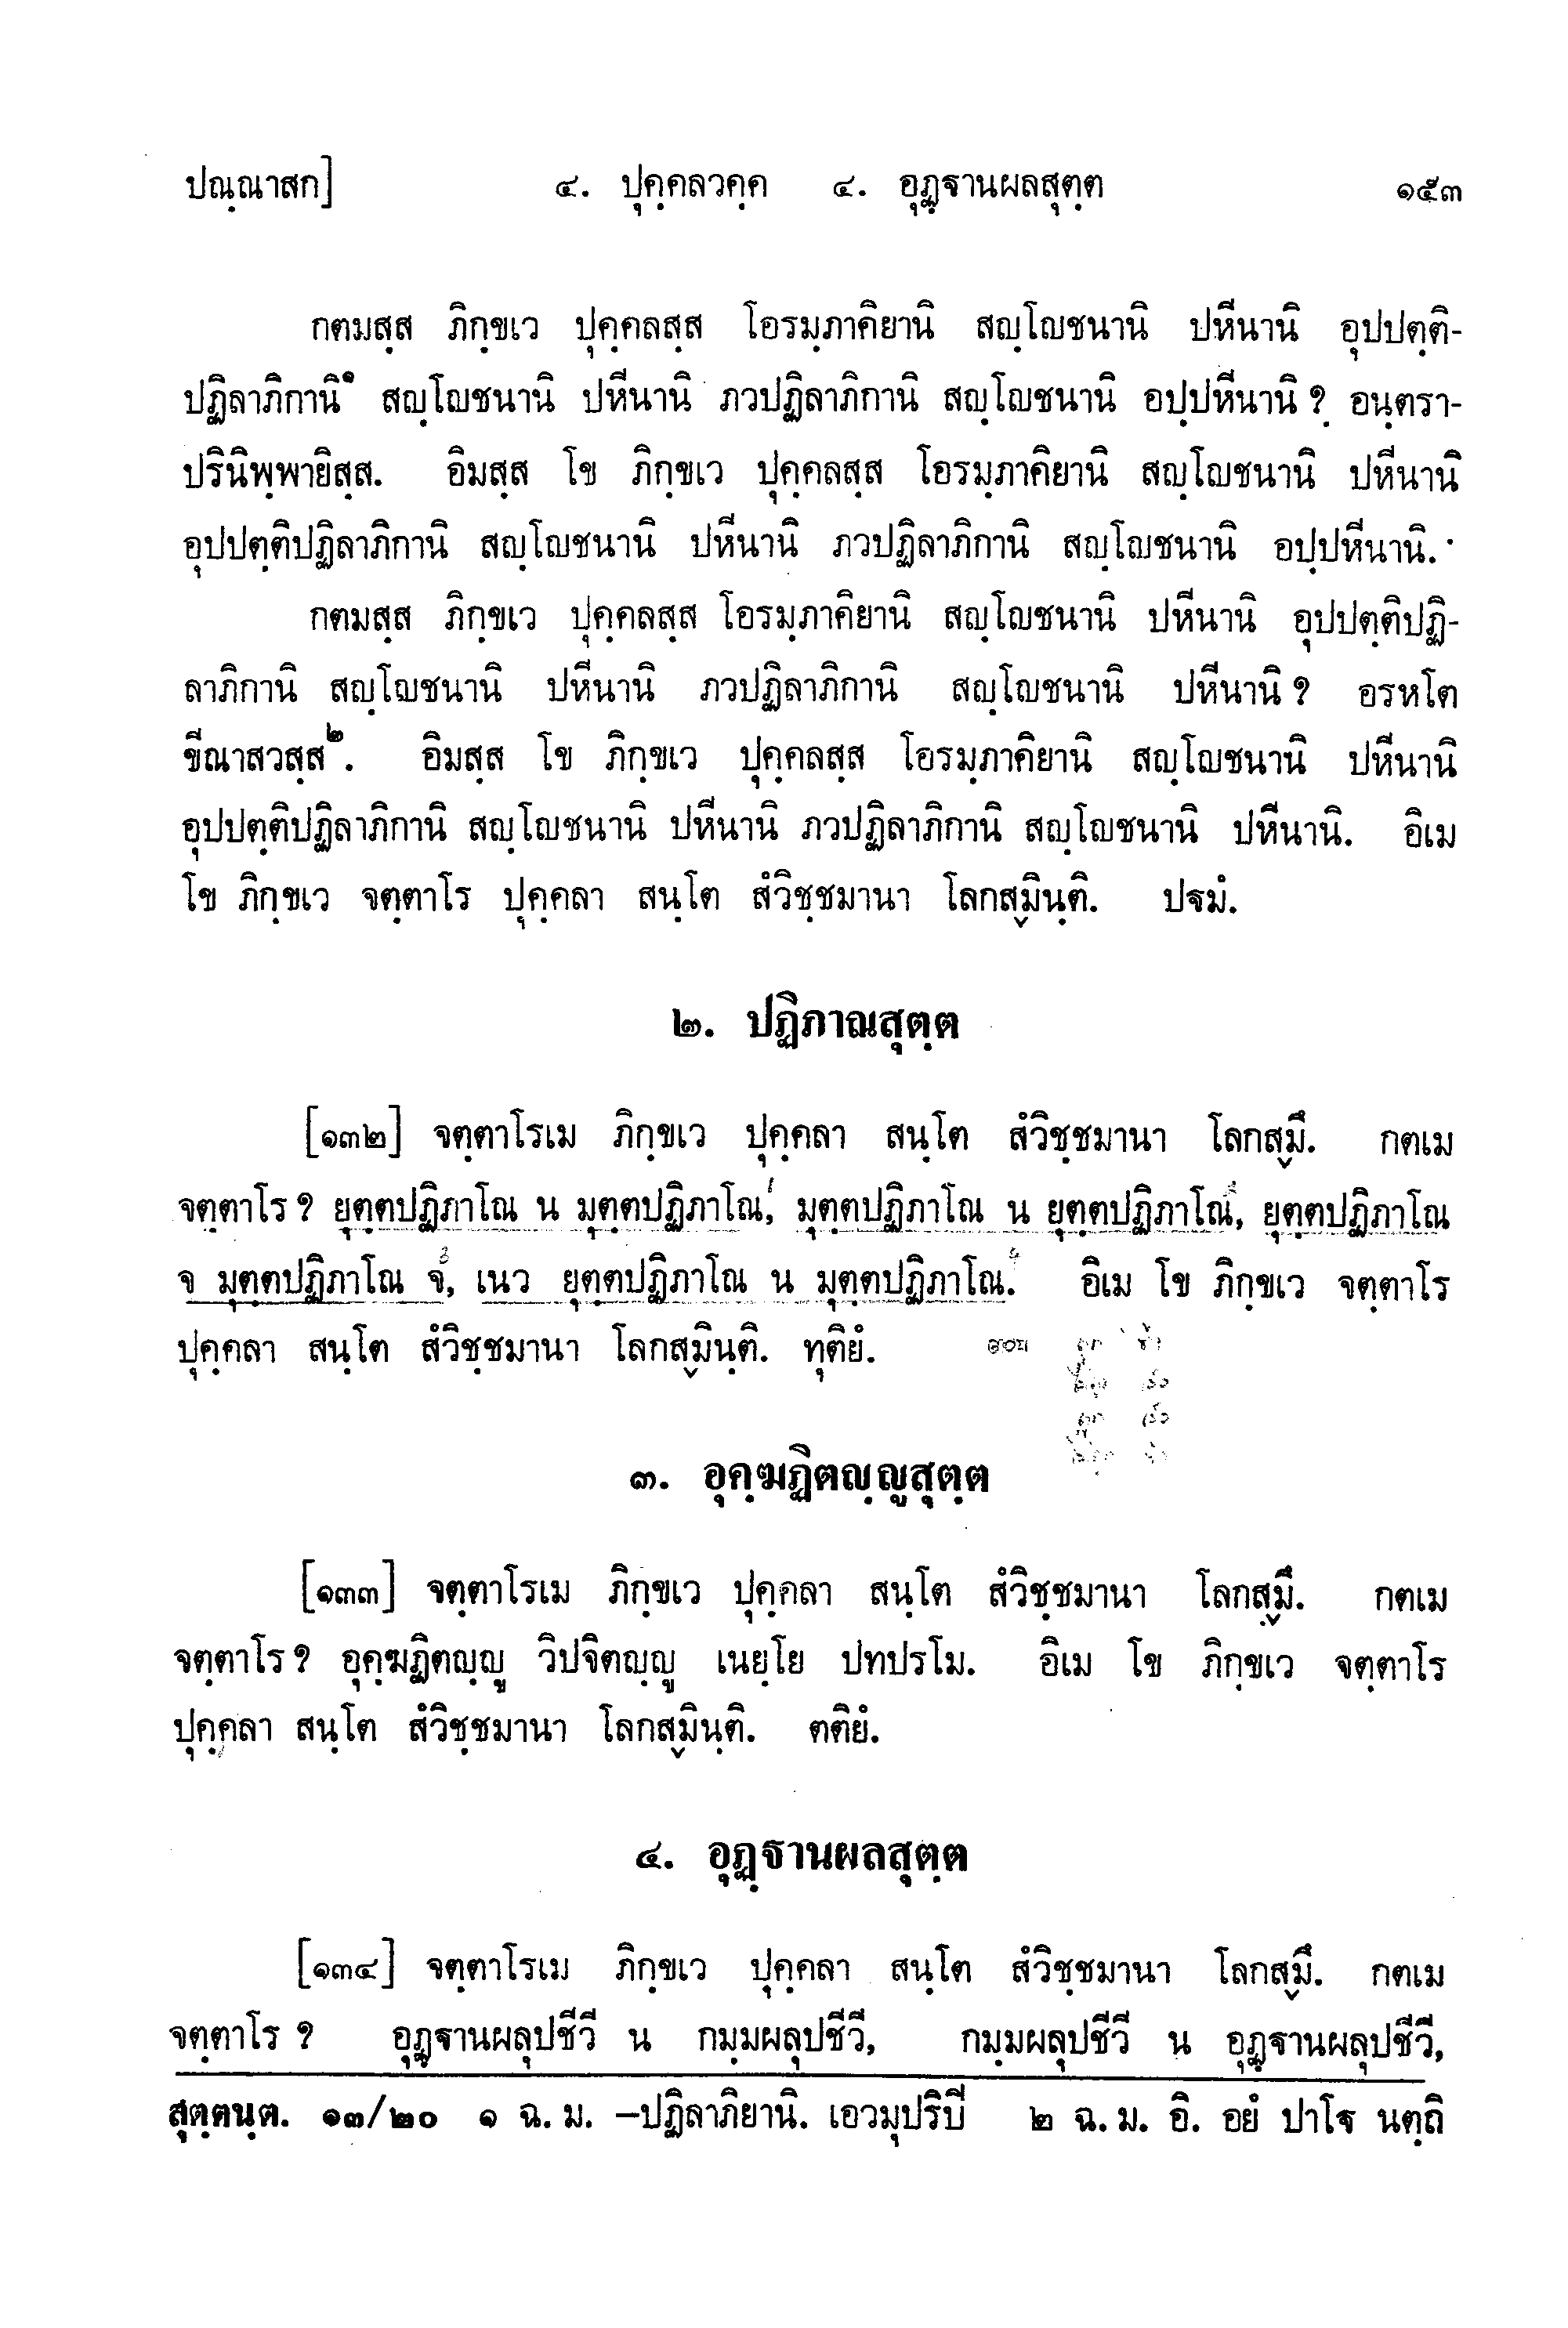 ปณฺณาสก] ๔. ปุคฺคลวคฺค ๔. อุฏฺฐานผลสุตฺต ๑๕๓
กตมสฺส ภิกฺขเว ปุคฺคลสฺส โอรมฺภาคิยานิ สญฺโญชนานิ ปหีนานิ อุปปตฺติ-
ปฏิลาภิกานิ๑ สญฺโญชนานิ ปหีนานิ ภวปฏิลาภิกานิ สญฺโญชนานิ อปฺปหีนานิ ? อนฺตรา-
ปรินิพฺพายิสฺส. อิมสฺส โข ภิกฺขเว ปุคฺคลสฺส โอรมฺภาคิยานิ สญฺโญชนานิ ปหีนานิ
อุปปตฺติปฏิลาภิกานิ สญฺโญชนานิ ปหีนานิ ภวปฏิลาภิกานิ สญฺโญชนานิ อปฺปหีนานิ.
กตมสฺส ภิกฺขเว ปุคฺคลสฺส โอรมฺภาคิยานิ สญฺโญชนานิ ปหีนานิ อุปปตฺติปฏิ-
ลาภิกานิ สญฺโญชนานิ ปหีนานิ ภวปฏิลาภิกานิ สญฺโญชนานิ ปหีนานิ ? อรหโต
ขีณาสวสฺส๒. อิมสฺส โข ภิกฺขเว ปุคฺคลสฺส โอรมฺภาคิยานิ สญฺโญชนานิ ปหีนานิ
อุปปตฺติปฏิลาภิกานิ สญฺโญชนานิ ปหีนานิ ภวปฏิลาภิกานิ สญฺโญชนานิ ปหีนานิ. อิเม
โข ภิกฺขเว จตฺตาโร ปุคฺคลา สนฺโต สํวิชฺชมานา โลกสฺมินฺติ. ปฐมํ.
๒. ปฏิภาณสุตฺต
[๑๓๒] จตฺตาโรเม ภิกฺขเว ปุคฺคลา สนฺโต สํวิชฺชมานา โลกสฺมึ. กตเม
จตฺตาโร ? ยุตฺตปฏิภาโณ น มุตฺตปฏิภาโณ, มุตฺตปฏิภาโณ น ยุตฺตปฏิภาโณ, ยุตฺตปฏิภาโณ
จ มุตฺตปฏิภาโณ จ, เนว ยุตฺตปฏิภาโณ น มุตฺตปฏิภาโณ. อิเม โข ภิกฺขเว จตฺตาโร
ปุคฺคลา สนฺโต สํวิชฺชมานา โลกสฺมินฺติ. ทุติยํ.
๓. อุคฺฆฏิตญฺญูสุตฺต
[๑๓๓] จตฺตาโรเม ภิกฺขเว ปุคฺคลา สนฺโต สํวิชฺชมานา โลกสฺมึ. กตเม
จตฺตาโร ? อุคฺฆฏิตญฺญู วิปจิตญฺญู เนยฺโย ปทปรโม. อิเม โข ภิกฺขเว จตฺตาโร
ปุคฺคลา สนฺโต สํวิชฺชมานา โลกสฺมินฺติ. ตติยํ.
๔. อุฏฺฐานผลสุตฺต
[๑๓๔] จตฺตาโรเม ภิกฺขเว ปุคฺคลา สนฺโต สํวิชฺชมานา โลกสฺมึ. กตเม
จตฺตาโร ? อุฏฺฐานผลุปชีวี น กมฺมผลุปชีวี, กมฺมผลุปชีวี น อุฏฺฐานผลุปชีวี,
สุตฺตนฺต. ๑๓/๒๐ ๑ ฉ. ม. –ปฏิลาภิยานิ. เอวมุปริปิ ๒ ฉ. ม. อิ. อยํ ปาโฐ นตฺถิ